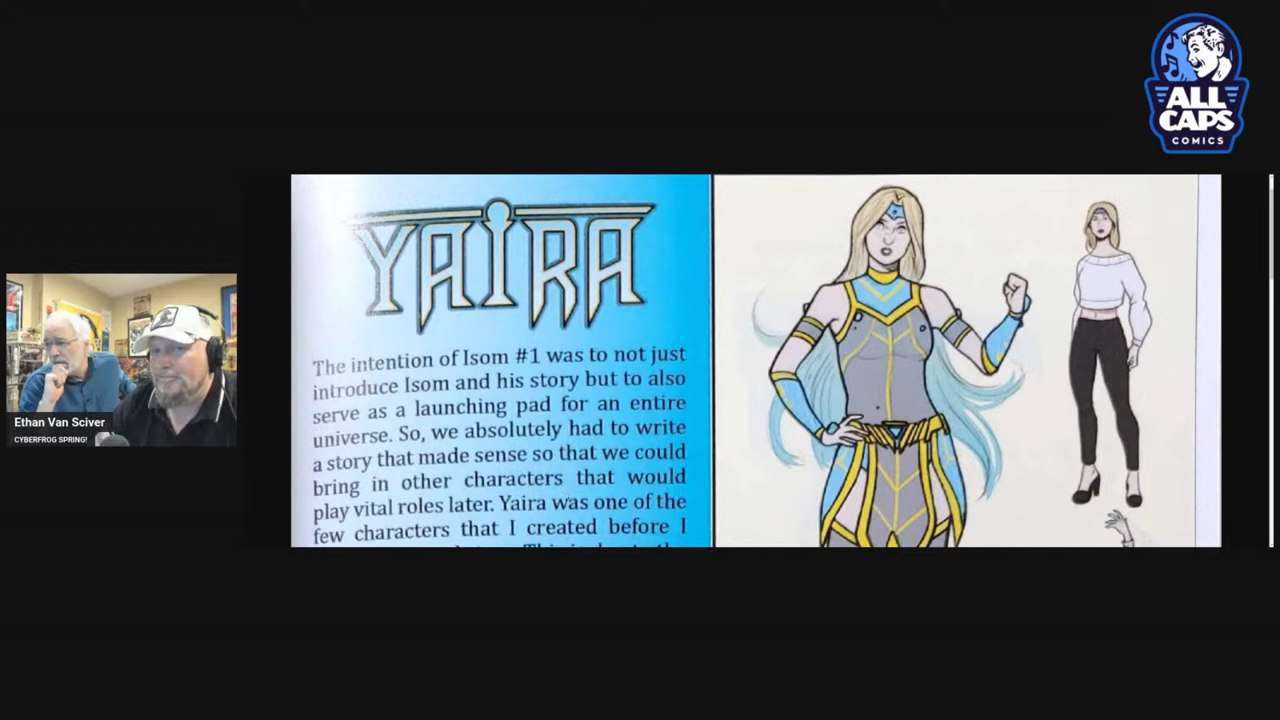 ALL
CAPS
COMICS
YAIRA
The intention of Isom #1 was to not just
introduce Isom and his story but to also
serve as a launching pad for an entire
universe. So, we absolutely had to write
a story that made sense so that we could
bring in other characters that would
play vital roles later. Yaira was one of the
few characters that I created before I
Ethan Van Sciver
CYBERFROG SPRING!